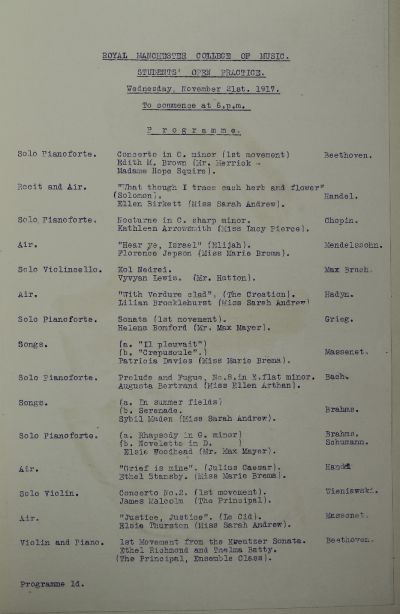 ROYAL MANCHESTER COLLEGE OF MUSIC.
STUDENTS' OPEN PRACTICE.
Wednesday, November 21st. 1917.
To commence at 6.p.m.
Programme.
Solo Pianoforte. Concerto in C. minor (1st movement) Beethoven.
Edith M. Brown (Mr. Merrick -
Madame Hope Squire).
Recit and Air. "What though I trace each herb and flower"
(Solomon). Handel.
Ellen Birkett (Miss Sarah Andrew).
Solo Pianoforte. Nocturne in C. sharp minor. Chopin.
Kathleen Arrowsmith (Miss Lucy Pierce).
Air. "Hear ye, Israel" (Elijah). Mendelssohn.
Florence Jepson (Miss Marie Brema).
Solo Violincello. Kol Nedrei. Max Bruch.
Vyvyan Lewis. (Mr. Hatton).
Air. "With Verdure clad". (The Creation). Hadyn.
Lilian Brocklehurst (Miss Sarah Andrew)
Solo Pianoforte. Sonata (1st movement). Grieg.
Helena Bomford (Mr. Max Mayer).
Songs. (a. "Il pleuvait")
(b. "Crepuscule".) Massenet.
Patricia Davies (Miss Marie Brema).
Solo Pianoforte. Prelude and Fugue, No.8.in E.flat minor. Bach.
Augusta Bertrand (Miss Ellen Arthan).
Songs. (a. In summer fields)
(b. Serenade. Brahms.
Sybil Maden (Miss Sarah Andrew).
Solo Pianoforte. (a. Rhapsody in G. minor) Brahms.
(b. Novelette in D. ) Schumann.
Elsie Woodhead (Mr. Max Mayer).
Air. "Grief is mine". (Julius Caesar). Handel
Ethel Stansby. (Miss Marie Brema).
Solo Violin. Concerto No.2. (1st movement). Wieniawski.
James Malcolm (The Principal).
Air. "Justice, Justice". (Le Cid). Massenet.
Elsie Thurston (Miss Sarah Andrew).
Violin and Piano. 1st Movement from the Kreutzer Sonata. Beethoven.
Ethel Richmond and Thelma Batty.
(The Principal, Ensemble Class).
Programme 1d.